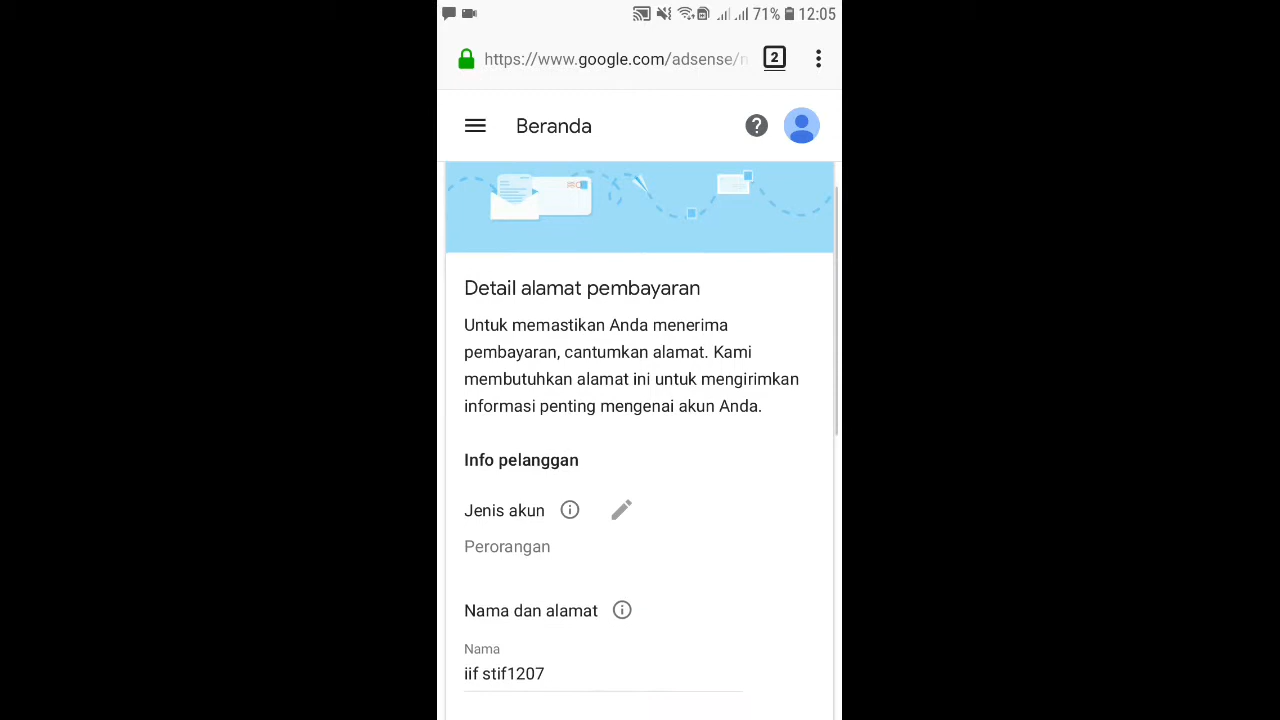 71% 12:05
https://www.google.com/adsense/n
2
Beranda
Detail alamat pembayaran
Untuk memastikan Anda menerima
pembayaran, cantumkan alamat. Kami
membutuhkan alamat ini untuk mengirimkan
informasi penting mengenai akun Anda.
Info pelanggan
Jenis akun
Perorangan
Nama dan alamat
Nama
iif stif1207